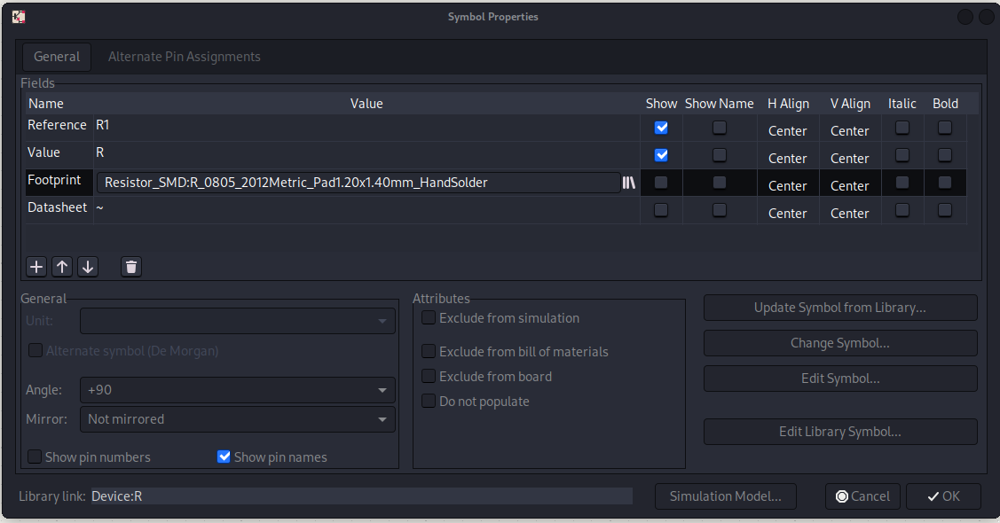 Symbol Properties
General Alternate Pin Assignments
Fields
Name Value Show Show Name H Align V Align Italic Bold
Reference R1 Center Center
Value R Center Center
Footprint Resistor_SMD:R_0805_2012Metric_Pad1.20x1.40mm_HandSolder Center Center
Datasheet ~ Center Center
General
Unit:
Alternate symbol (De Morgan)
Angle: +90
Mirror: Not mirrored
Show pin numbers Show pin names
Attributes
Exclude from simulation
Exclude from bill of materials
Exclude from board
Do not populate
Update Symbol from Library...
Change Symbol...
Edit Symbol...
Edit Library Symbol...
Library link: Device:R
Simulation Model... Cancel OK